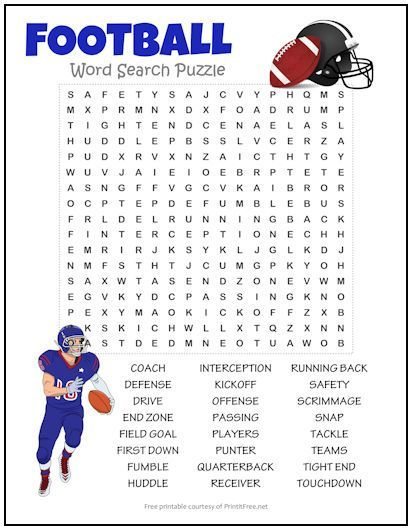 FOOTBALL
Word Search Puzzle
S A F E T Y S A J C V Y P H Q M S
M X P R M N X D X F O A D R U M P
T I G H T E N D C E N A E L A S L
H U D D L E P B S S L V C E R Z A
P U D X R V X N Z A I C T H T G Y
W U V J A I E I O E B R P T E T E
A S N G F F V G C V K A I B R O R
O C P T E P D E F U M B L E B U S
F R L D E L R U N N I N G B A C K
F I N T E R C E P T I O N E C H H
E M R I R J K S Y K L J G L K D J
N M F S T H T J C U M G P K Y O H
S A X W T A S E N D Z O N E V W M
E G V K Y D C P A S S I N G K N O
P E X Y M A O K I C K O F F Z X B
K S K I C H W L L X T Q Z X N N
A S T D E D M N E O T U A W O B
COACH INTERCEPTION RUNNING BACK
DEFENSE KICKOFF SAFETY
DRIVE OFFENSE SCRIMMAGE
END ZONE PASSING SNAP
FIELD GOAL PLAYERS TACKLE
FIRST DOWN PUNTER TEAMS
FUMBLE QUARTERBACK TIGHT END
HUDDLE RECEIVER TOUCHDOWN
Free printable courtesy of PrintItFree.net